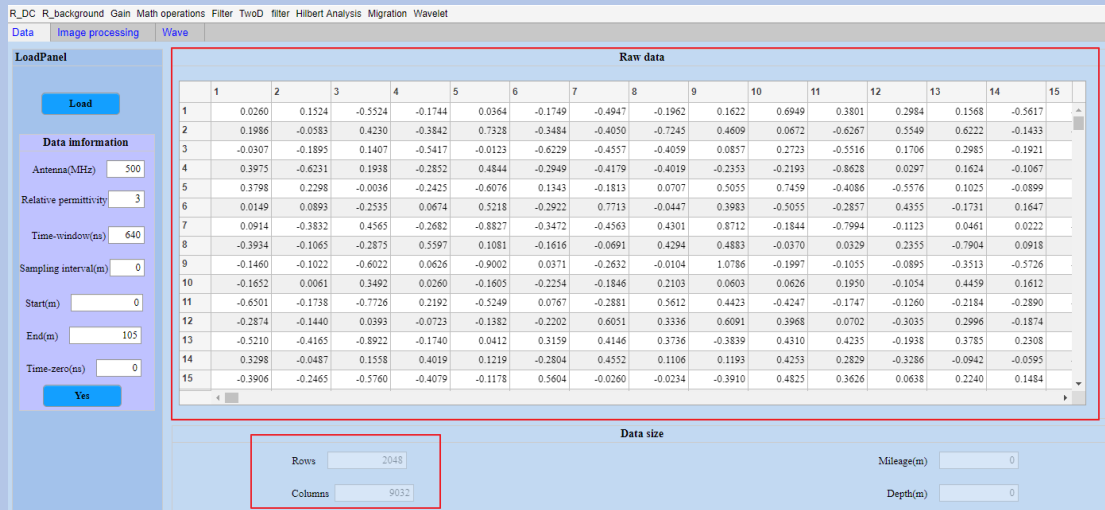 R_DC R_background Gain Math operations Filter TwoD filter Hilbert Analysis Migration Wavelet
Data Image processing Wave
LoadPanel
Raw data
Load
Data imformation
Antenna(MHz) 500
Relative permittivity 3
Time-window(ns) 640
Sampling interval(m) 0
Start(m) 0
End(m) 105
Time-zero(ns) 0
Yes
1 2 3 4 5 6 7 8 9 10 11 12 13 14 15
1 0.0260 0.1524 -0.5524 -0.1744 0.0364 -0.1749 -0.4947 -0.1962 0.1622 0.6949 0.3801 0.2984 0.1568 -0.5617
2 0.1986 -0.0583 0.4230 -0.3842 0.7328 -0.3484 -0.4050 -0.7245 0.4609 0.0672 -0.6267 0.5549 0.6222 -0.1433
3 -0.0307 -0.1895 0.1407 -0.5417 -0.0123 -0.6229 -0.4557 -0.4059 0.0857 0.2723 -0.5516 0.1706 0.2985 -0.1921
4 0.3975 -0.6231 0.1938 -0.2852 0.4844 -0.2949 -0.4179 -0.4019 -0.2353 -0.2193 -0.8628 0.0297 0.1624 -0.1067
5 0.3798 0.2298 -0.0036 -0.2425 -0.6076 0.1343 -0.1813 0.0707 0.5055 0.7459 -0.4086 -0.5576 0.1025 -0.0899
6 0.0149 0.0893 -0.2535 0.0674 0.5218 -0.2922 0.7713 -0.0447 0.3983 -0.5055 -0.2857 0.4355 -0.1731 0.1647
7 0.0914 -0.3832 0.4565 -0.2682 -0.8827 -0.3472 -0.4563 0.4301 0.8712 -0.1844 -0.7994 -0.1123 0.0461 0.0222
8 -0.3934 -0.1065 -0.2875 0.5597 0.1081 -0.1616 -0.0691 0.4294 0.4883 -0.0370 0.0329 0.2355 -0.7904 0.0918
9 -0.1460 -0.1022 -0.6022 0.0626 -0.9002 0.0371 -0.2632 -0.0104 1.0786 -0.1997 -0.1055 -0.0895 -0.3513 -0.5726
10 -0.1652 0.0061 0.3492 0.0260 -0.1605 -0.2254 -0.1846 0.2103 0.0603 0.0626 0.1950 -0.1054 0.4459 0.1612
11 -0.6501 -0.1738 -0.7726 0.2192 -0.5249 0.0767 -0.2881 0.5612 0.4423 -0.4247 -0.1747 -0.1260 -0.2184 -0.2890
12 -0.2874 -0.1440 0.0393 -0.0723 -0.1382 -0.2202 0.6051 0.3336 0.6091 0.3968 0.0702 -0.3035 0.2996 -0.1874
13 -0.5210 -0.4165 -0.8922 -0.1740 0.0412 0.3159 0.4146 0.3736 -0.3839 0.4310 0.4235 -0.1938 0.3785 0.2308
14 0.3298 -0.0487 0.1558 0.4019 0.1219 -0.2804 0.4552 0.1106 0.1193 0.4253 0.2829 -0.3286 -0.0942 -0.0595
15 -0.3906 -0.2465 -0.5760 -0.4079 -0.1178 0.5604 -0.0260 -0.0234 -0.3910 0.4825 0.3626 0.0638 0.2240 0.1484
Data size
Rows 2048 Mileage(m) 0
Columns 9032 Depth(m) 0